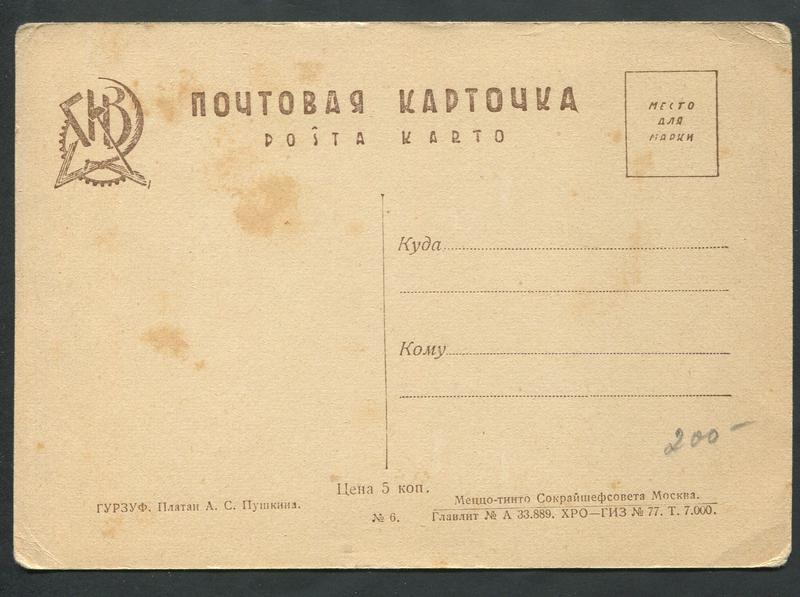 ПОЧТОВАЯ КАРТОЧКА
POŜTA KARTO
МЕСТО
ДЛЯ
МАРКИ
Куда
Кому
200-
Цена 5 коп.
ГУРЗУФ. Платан А. С. Пушкина.
№ 6.
Меццо-тинто Сокрайшефсовета Москва.
Главлит № А 33.889. ХРО—ГИЗ № 77. Т. 7.000.